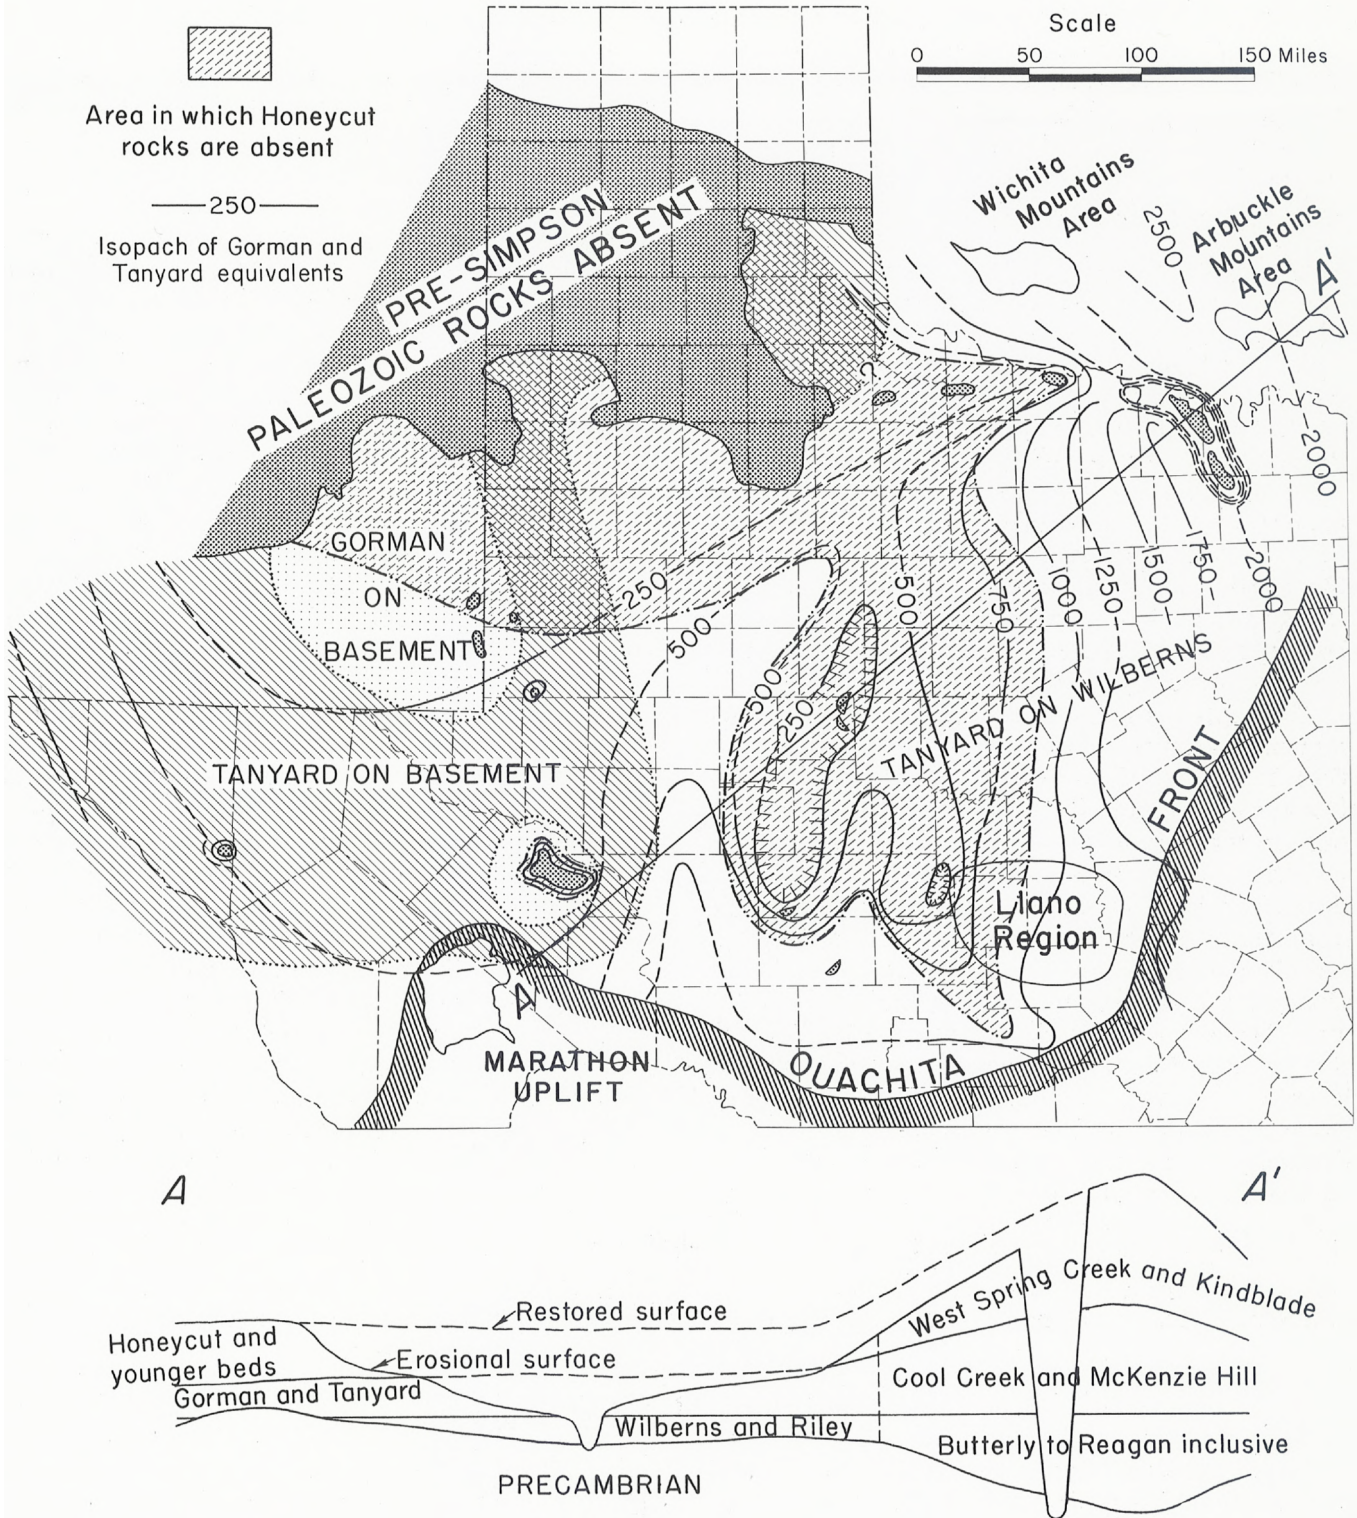 Scale
0 50 100 150 Miles
Area in which Honeycut
rocks are absent
250
Isopach of Gorman and
Tanyard equivalents
PRE-SIMPSON
PALEOZOIC ROCKS ABSENT
Wichita
Mountains
Area
2500
Arbuckle
Mountains
Area
A'
?
2000
GORMAN
ON
BASEMENT
250
500
500
250
500
750
1000
1250
1500
1750
2000
TANYARD ON WILBERNS
TANYARD ON BASEMENT
FRONT
Llano
Region
A
MARATHON
UPLIFT
OUACHITA
A
A'
Restored surface
West Spring Creek and Kindblade
Honeycut and
younger beds
Erosional surface
Gorman and Tanyard
Cool Creek and McKenzie Hill
Wilberns and Riley
Butterly to Reagan inclusive
PRECAMBRIAN